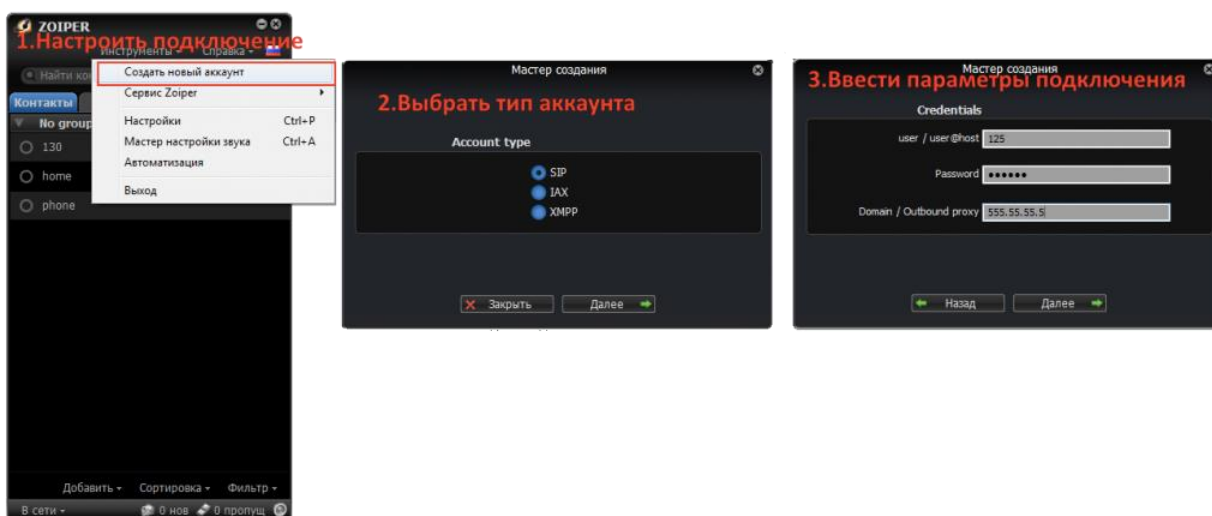 ZOIPER
1.Настроить подключение
Инструменты
Справка
Создать новый аккаунт
Найти
Сервис Zoiper
Контакты
No group
Настройки Ctrl+P
130
Мастер настройки звука Ctrl+A
Автоматизация
home
Выход
phone
Добавить Сортировка Фильтр
В сети 0 нов 0 пропущ
Мастер создания
2.Выбрать тип аккаунта
Account type
SIP
IAX
XMPP
Закрыть Далее
Мастер создания
3.Ввести параметры подключения
Credentials
user / user@host 125
Password ●●●●●●
Domain / Outbound proxy 555.55.55.5
Назад Далее